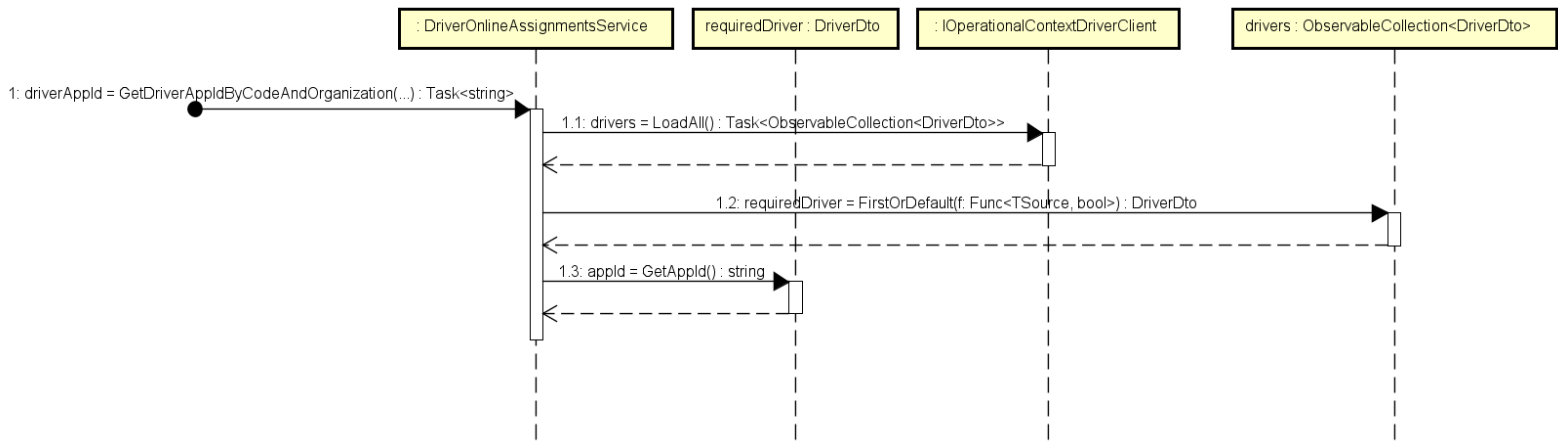 : DriverOnlineAssignmentsService
requiredDriver : DriverDto
: IOperationalContextDriverClient
drivers : ObservableCollection<DriverDto>
1: driverAppId = GetDriverAppIdByCodeAndOrganization(...) : Task<string>
1.1: drivers = LoadAll() : Task<ObservableCollection<DriverDto>>
1.2: requiredDriver = FirstOrDefault(f: Func<TSource, bool>) : DriverDto
1.3: appId = GetAppId() : string